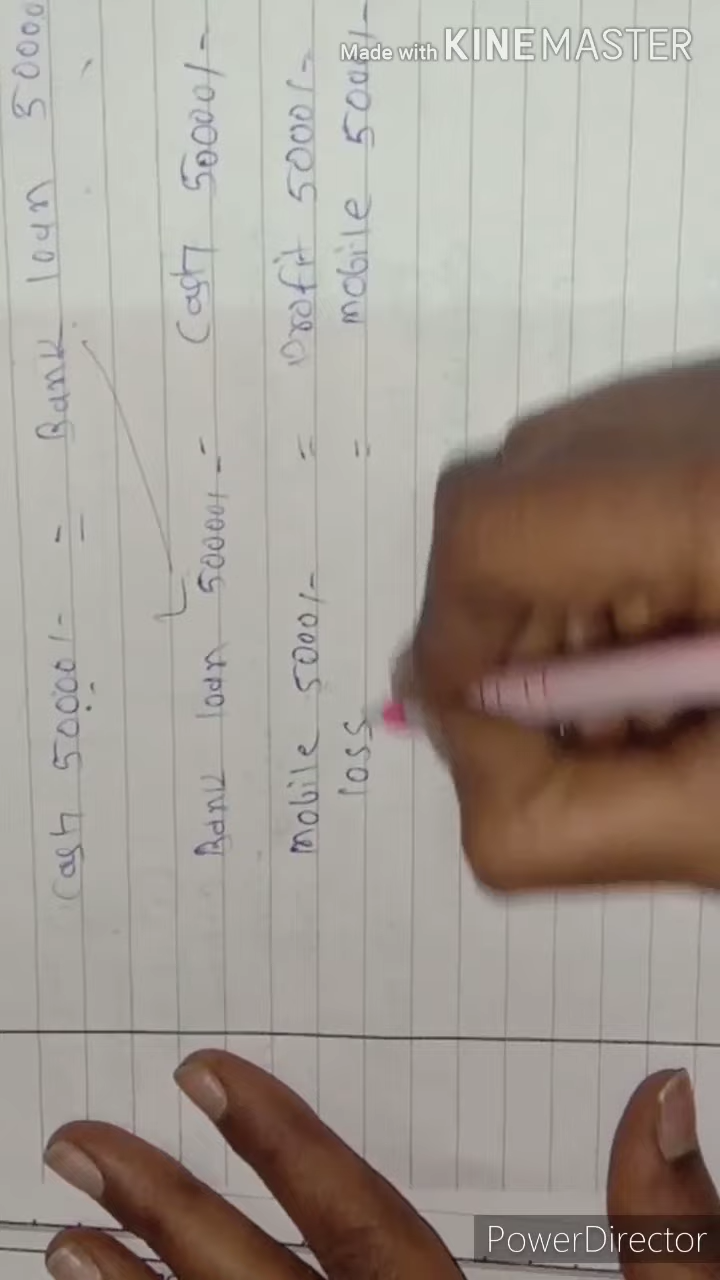 Made with KINEMASTER
Cash 50000/- = Bank loan 50000
Bank loan 50000/- - Cash 50000/-
Mobile 5000/- = Profit 5000/-
loss = mobile 5000/-
PowerDirector